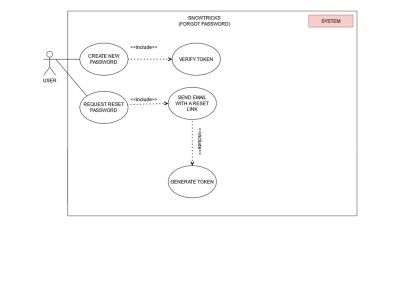 SNOWTRICKS
(FORGOT PASSWORD)
SYSTEM
USER
CREATE NEW
PASSWORD
<<include>>
VERIFY TOKEN
REQUEST RESET
PASSWORD
<<include>>
SEND EMAIL
WITH A RESET
LINK
<<include>>
GENERATE TOKEN